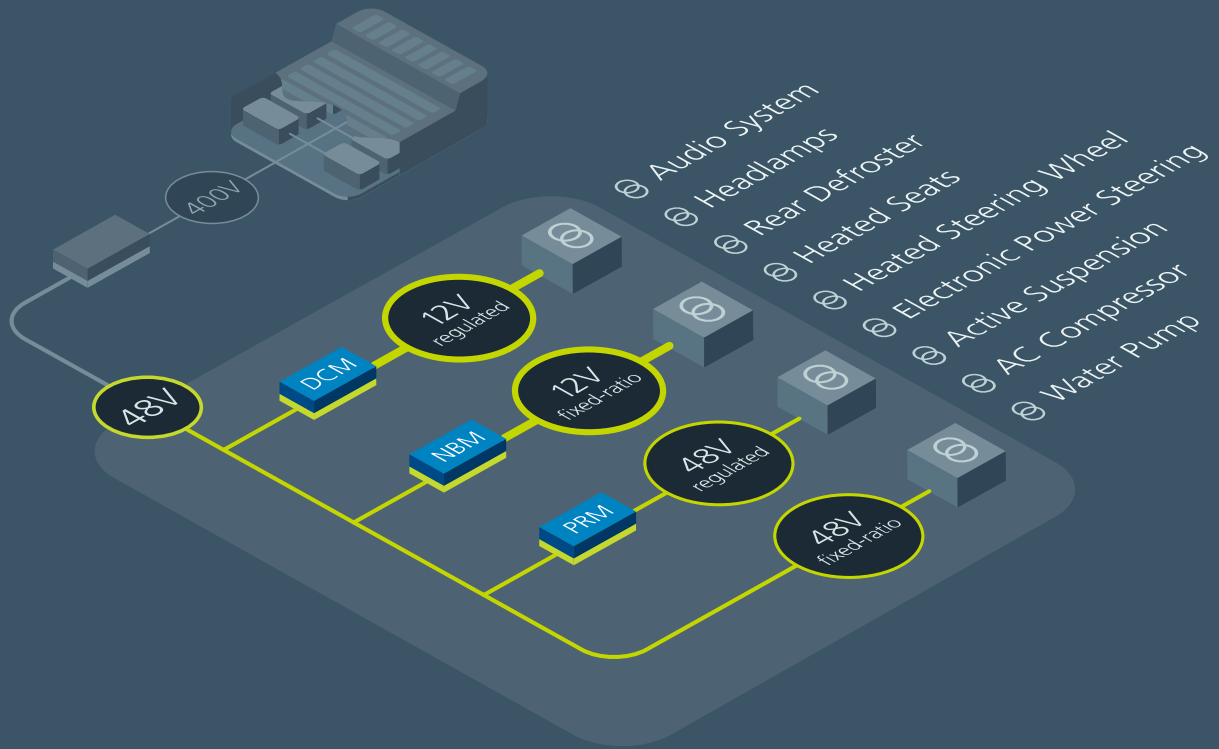 400V
48V
DCM
12V
regulated
NBM
12V
fixed-ratio
PRM
48V
regulated
48V
fixed-ratio
Audio System
Headlamps
Rear Defroster
Heated Seats
Heated Steering Wheel
Electronic Power Steering
Active Suspension
AC Compressor
Water Pump